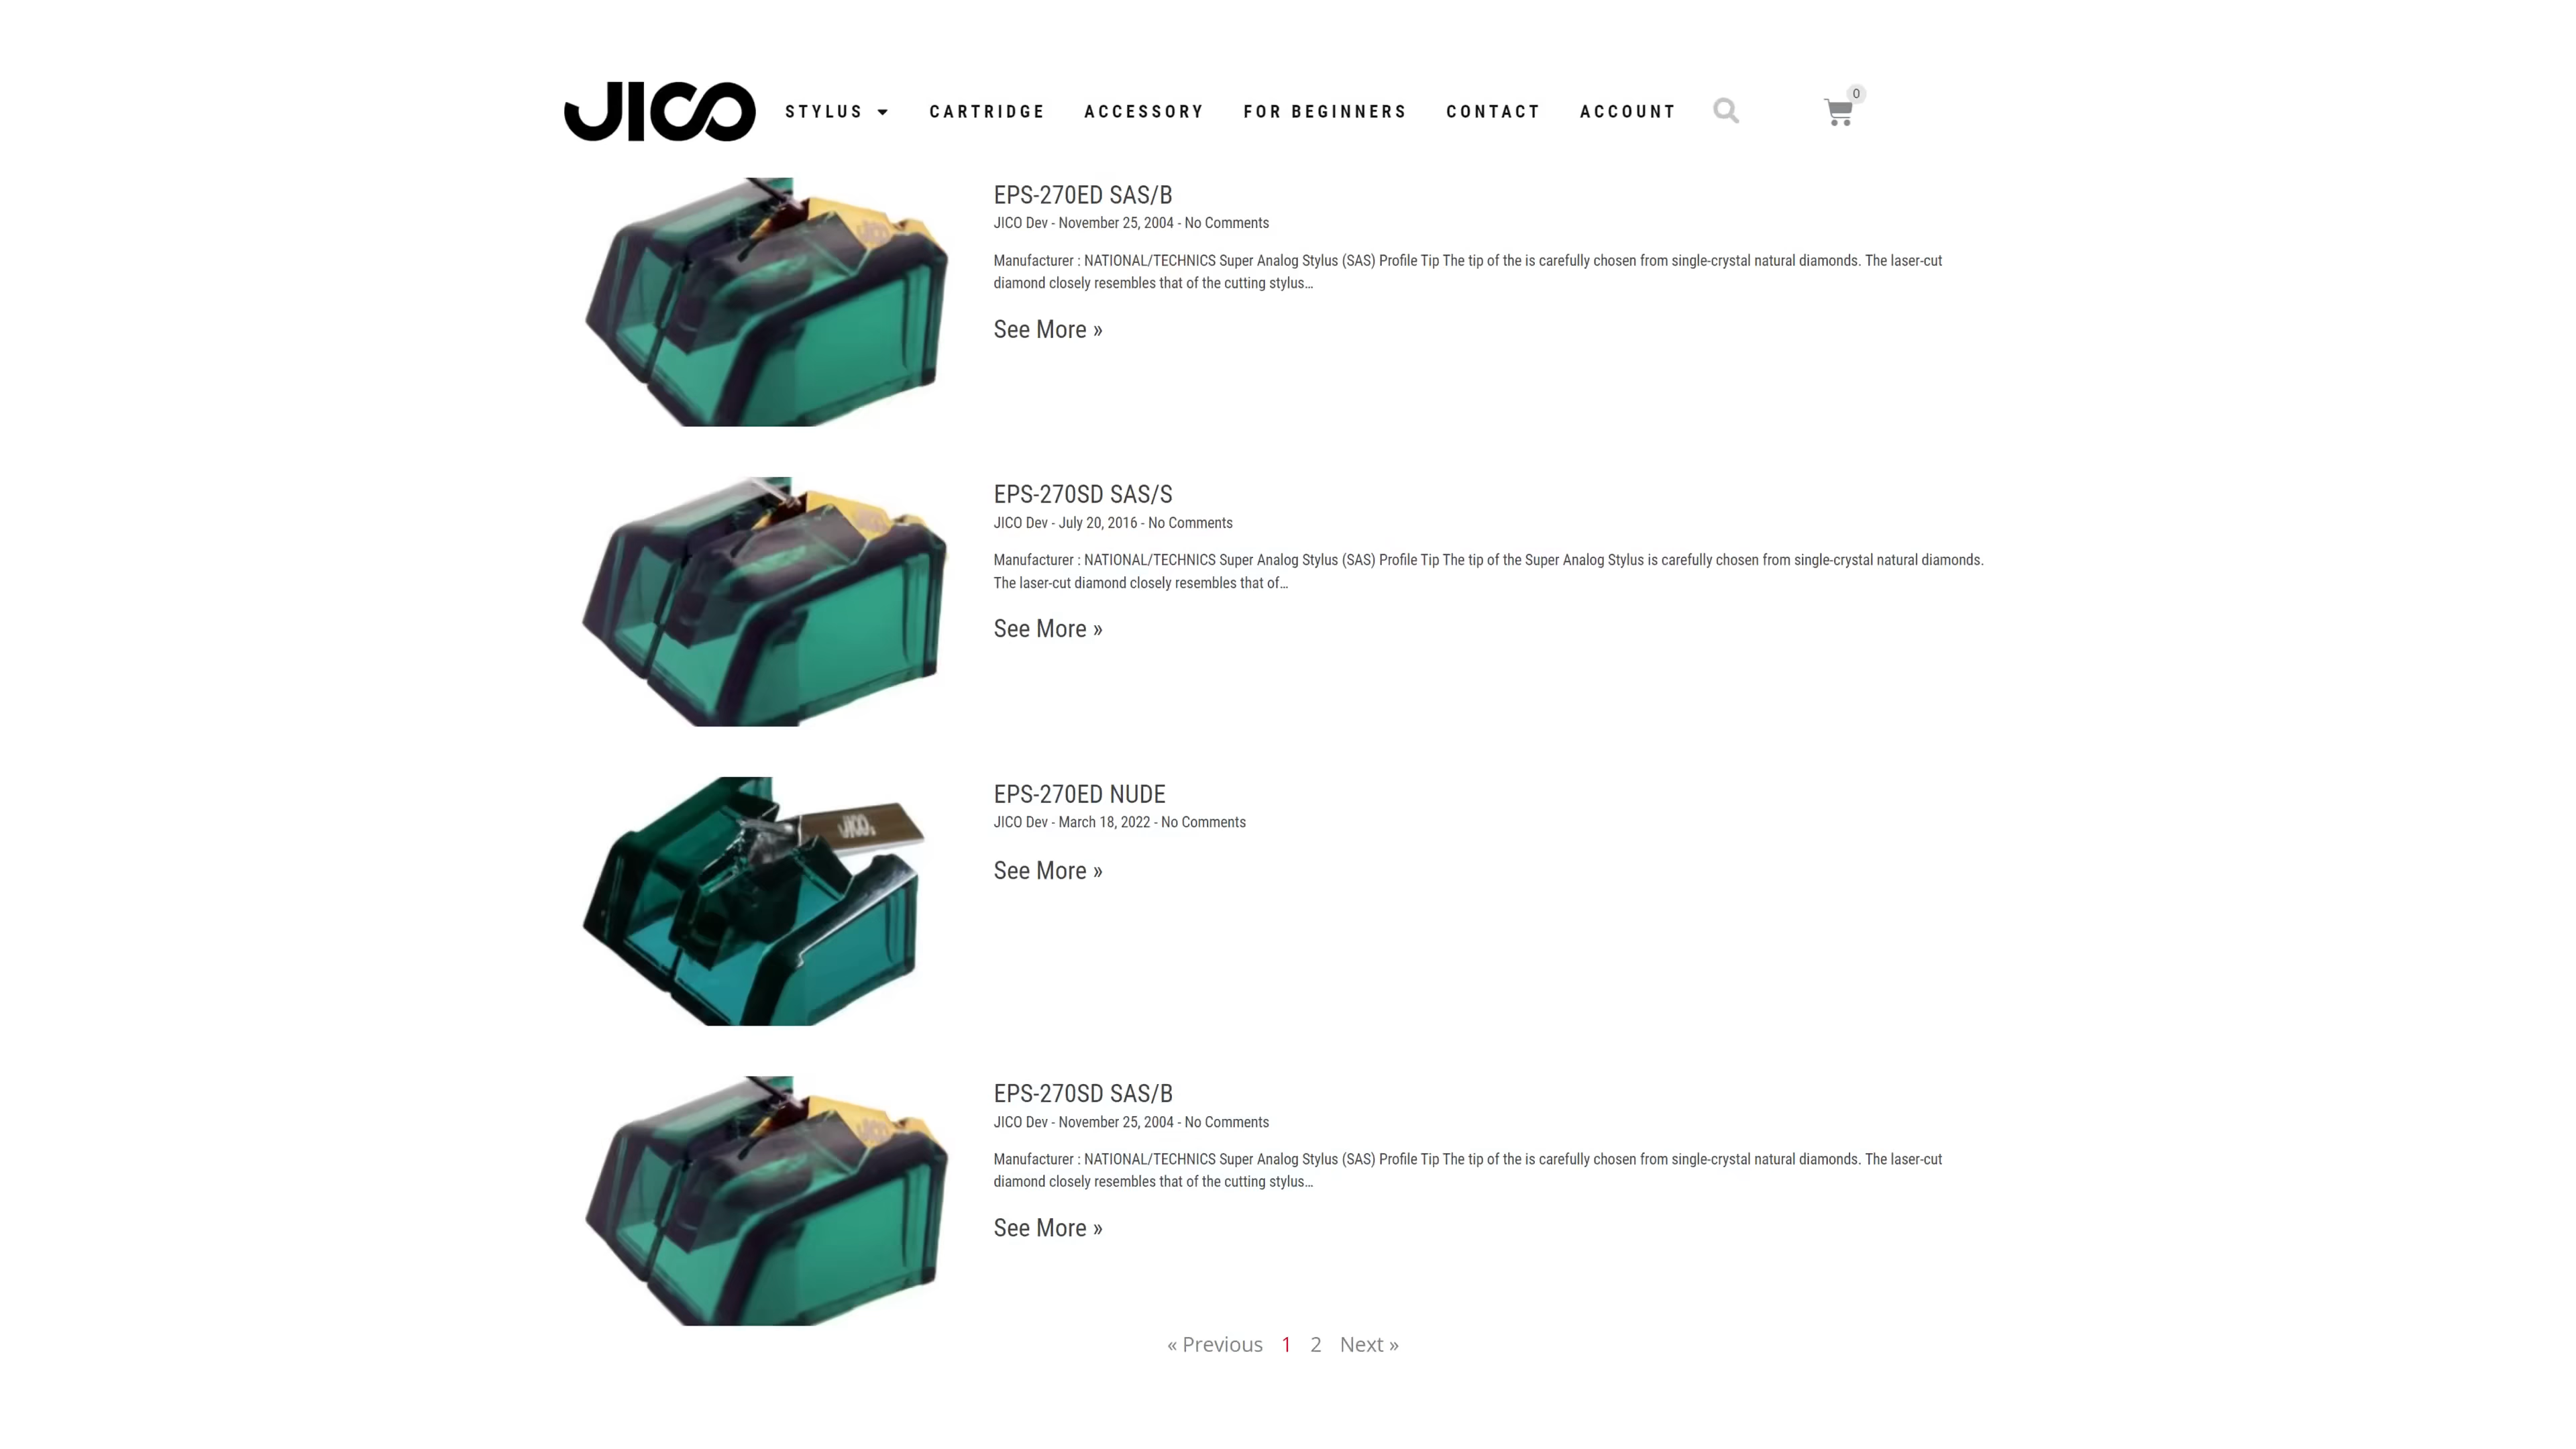 JICO
STYLUS
CARTRIDGE
ACCESSORY
FOR BEGINNERS
CONTACT
ACCOUNT
0
EPS-270ED SAS/B
JICO Dev - November 25, 2004 - No Comments
Manufacturer : NATIONAL/TECHNICS Super Analog Stylus (SAS) Profile Tip The tip of the is carefully chosen from single-crystal natural diamonds. The laser-cut
diamond closely resembles that of the cutting stylus…
See More »
EPS-270SD SAS/S
JICO Dev - July 20, 2016 - No Comments
Manufacturer : NATIONAL/TECHNICS Super Analog Stylus (SAS) Profile Tip The tip of the Super Analog Stylus is carefully chosen from single-crystal natural diamonds.
The laser-cut diamond closely resembles that of…
See More »
JICO
EPS-270ED NUDE
JICO Dev - March 18, 2022 - No Comments
See More »
EPS-270SD SAS/B
JICO Dev - November 25, 2004 - No Comments
Manufacturer : NATIONAL/TECHNICS Super Analog Stylus (SAS) Profile Tip The tip of the is carefully chosen from single-crystal natural diamonds. The laser-cut
diamond closely resembles that of the cutting stylus…
See More »
« Previous 1 2 Next »